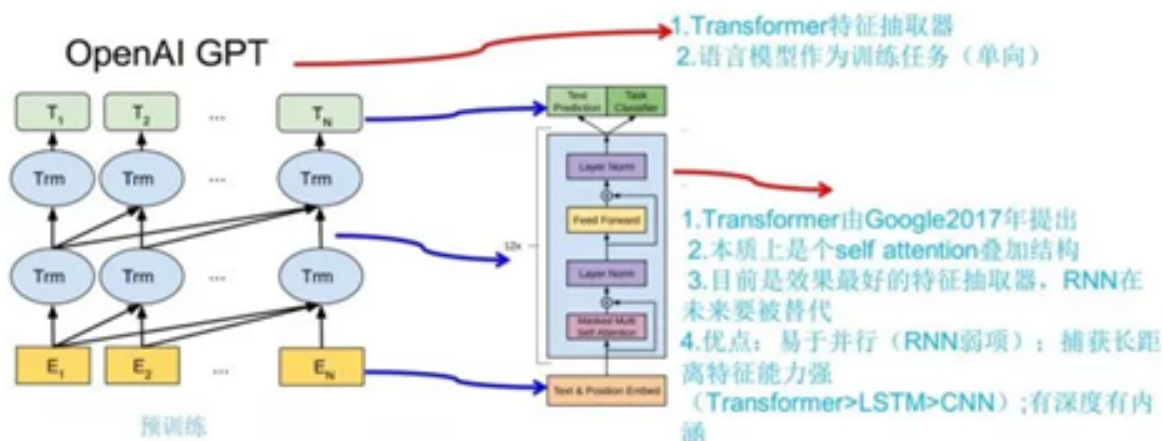 OpenAI GPT
1.Transformer特征抽取器
2.语言模型作为训练任务（单向）
T1
T2
...
TN
Trm
Trm
...
Trm
Trm
Trm
...
Trm
E1
E2
...
EN
预训练
Text Prediction
Task Classifier
Layer Norm
Feed Forward
12x
Layer Norm
Masked Multi
Self Attention
Text & Position Embed
1.Transformer由Google2017年提出
2.本质上是个self attention叠加结构
3.目前是效果最好的特征抽取器，RNN在
未来要被替代
4.优点：易于并行（RNN弱项）；捕获长距
离特征能力强
（Transformer>LSTM>CNN）;有深度有内
涵